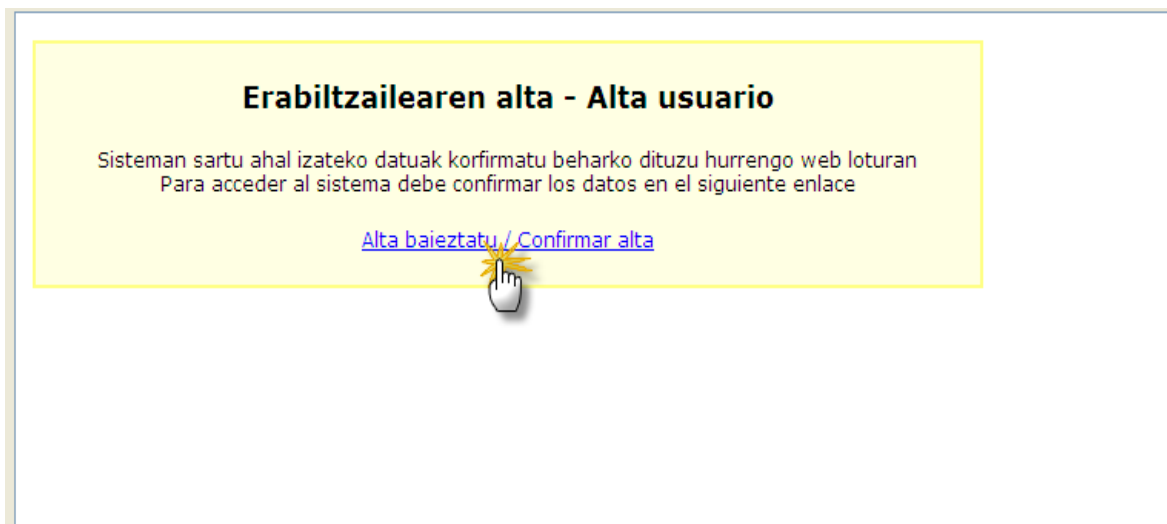 Erabiltzailearen alta - Alta usuario
Sisteman sartu ahal izateko datuak korfirmatu beharko dituzu hurrengo web loturan
Para acceder al sistema debe confirmar los datos en el siguiente enlace
Alta baieztatu / Confirmar alta